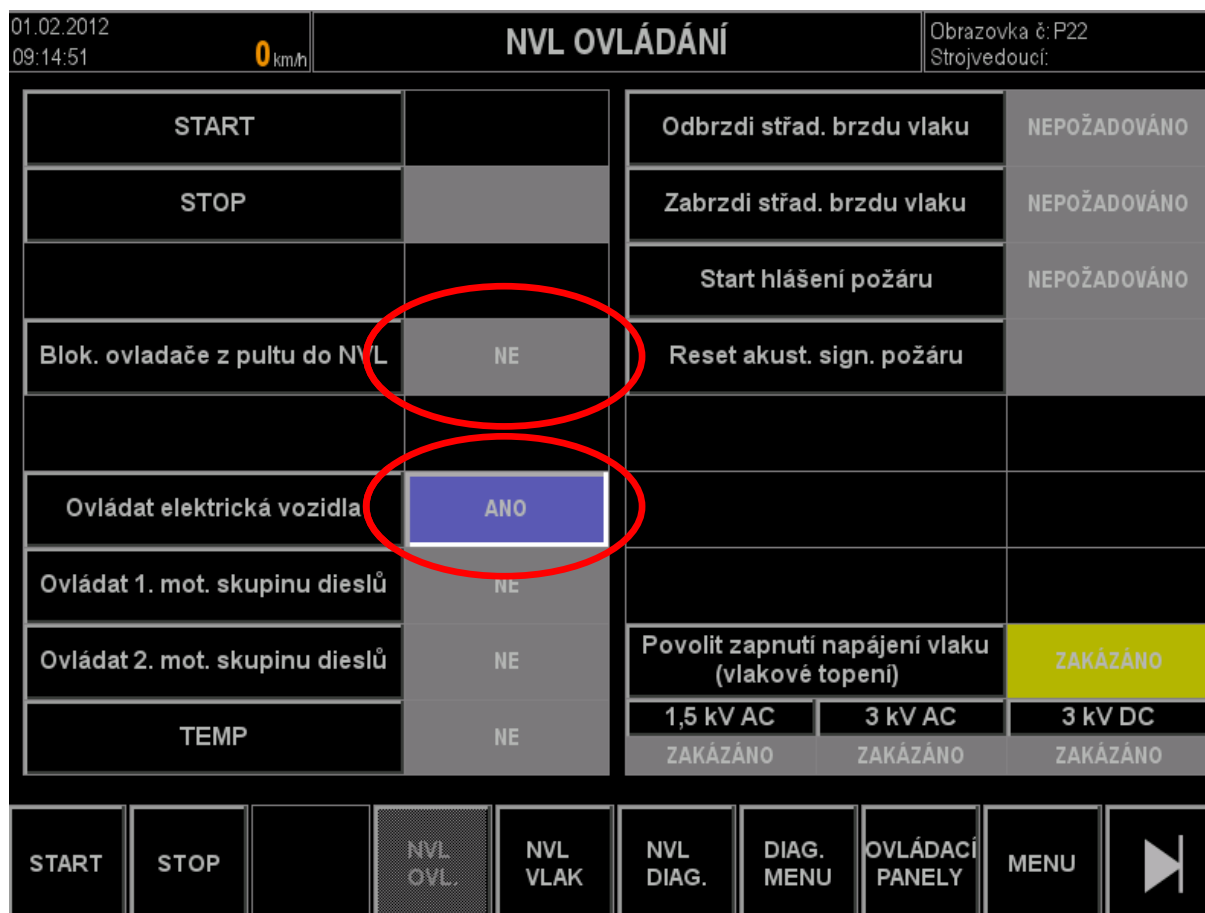 01.02.2012
09:14:51
0 km/h
NVL OVLÁDÁNÍ
Obrazovka č: P22
Strojvedoucí:
START
STOP
Blok. ovladače z pultu do NVL
NE
Ovládat elektrická vozidla
ANO
Ovládat 1. mot. skupinu dieslů
NE
Ovládat 2. mot. skupinu dieslů
NE
TEMP
NE
Odbrzdi střad. brzdu vlaku
NEPOŽADOVÁNO
Zabrzdi střad. brzdu vlaku
NEPOŽADOVÁNO
Start hlášení požáru
NEPOŽADOVÁNO
Reset akust. sign. požáru
Povolit zapnutí napájení vlaku
(vlakové topení)
ZAKÁZÁNO
1,5 kV AC
3 kV AC
3 kV DC
ZAKÁZÁNO
ZAKÁZÁNO
ZAKÁZÁNO
START
STOP
NVL
OVL.
NVL
VLAK
NVL
DIAG.
DIAG.
MENU
OVLÁDACÍ
PANELY
MENU